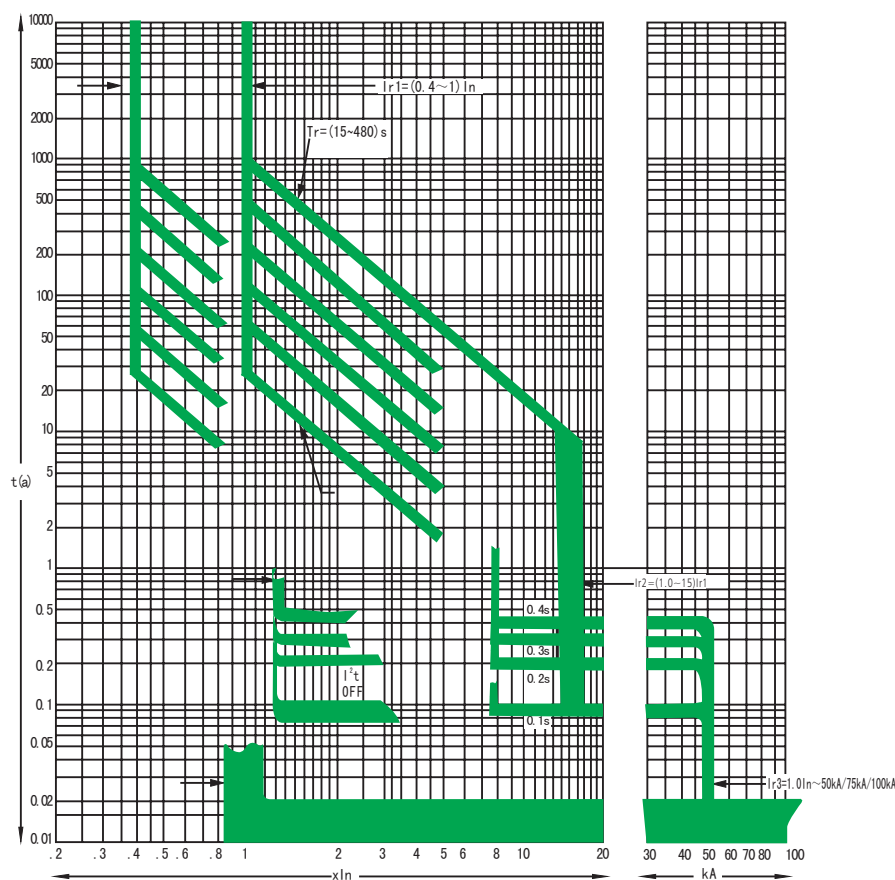 10000
5000
2000
1000
500
200
100
50
20
10
5
2
1
0.5
0.2
0.1
0.05
0.02
0.01
t(a)
Ir1=(0.4~1)In
Tr=(15~480)s
Ir2=(1.0~15)Ir1
0.4s
0.3s
0.2s
0.1s
I²t
OFF
Ir3=1.0In~50kA/75kA/100kA
.2 .3 .4 .5 .6 .8 1 2 3 4 5 6 8 10 20
30 40 50 60 70 80 100
xIn
kA